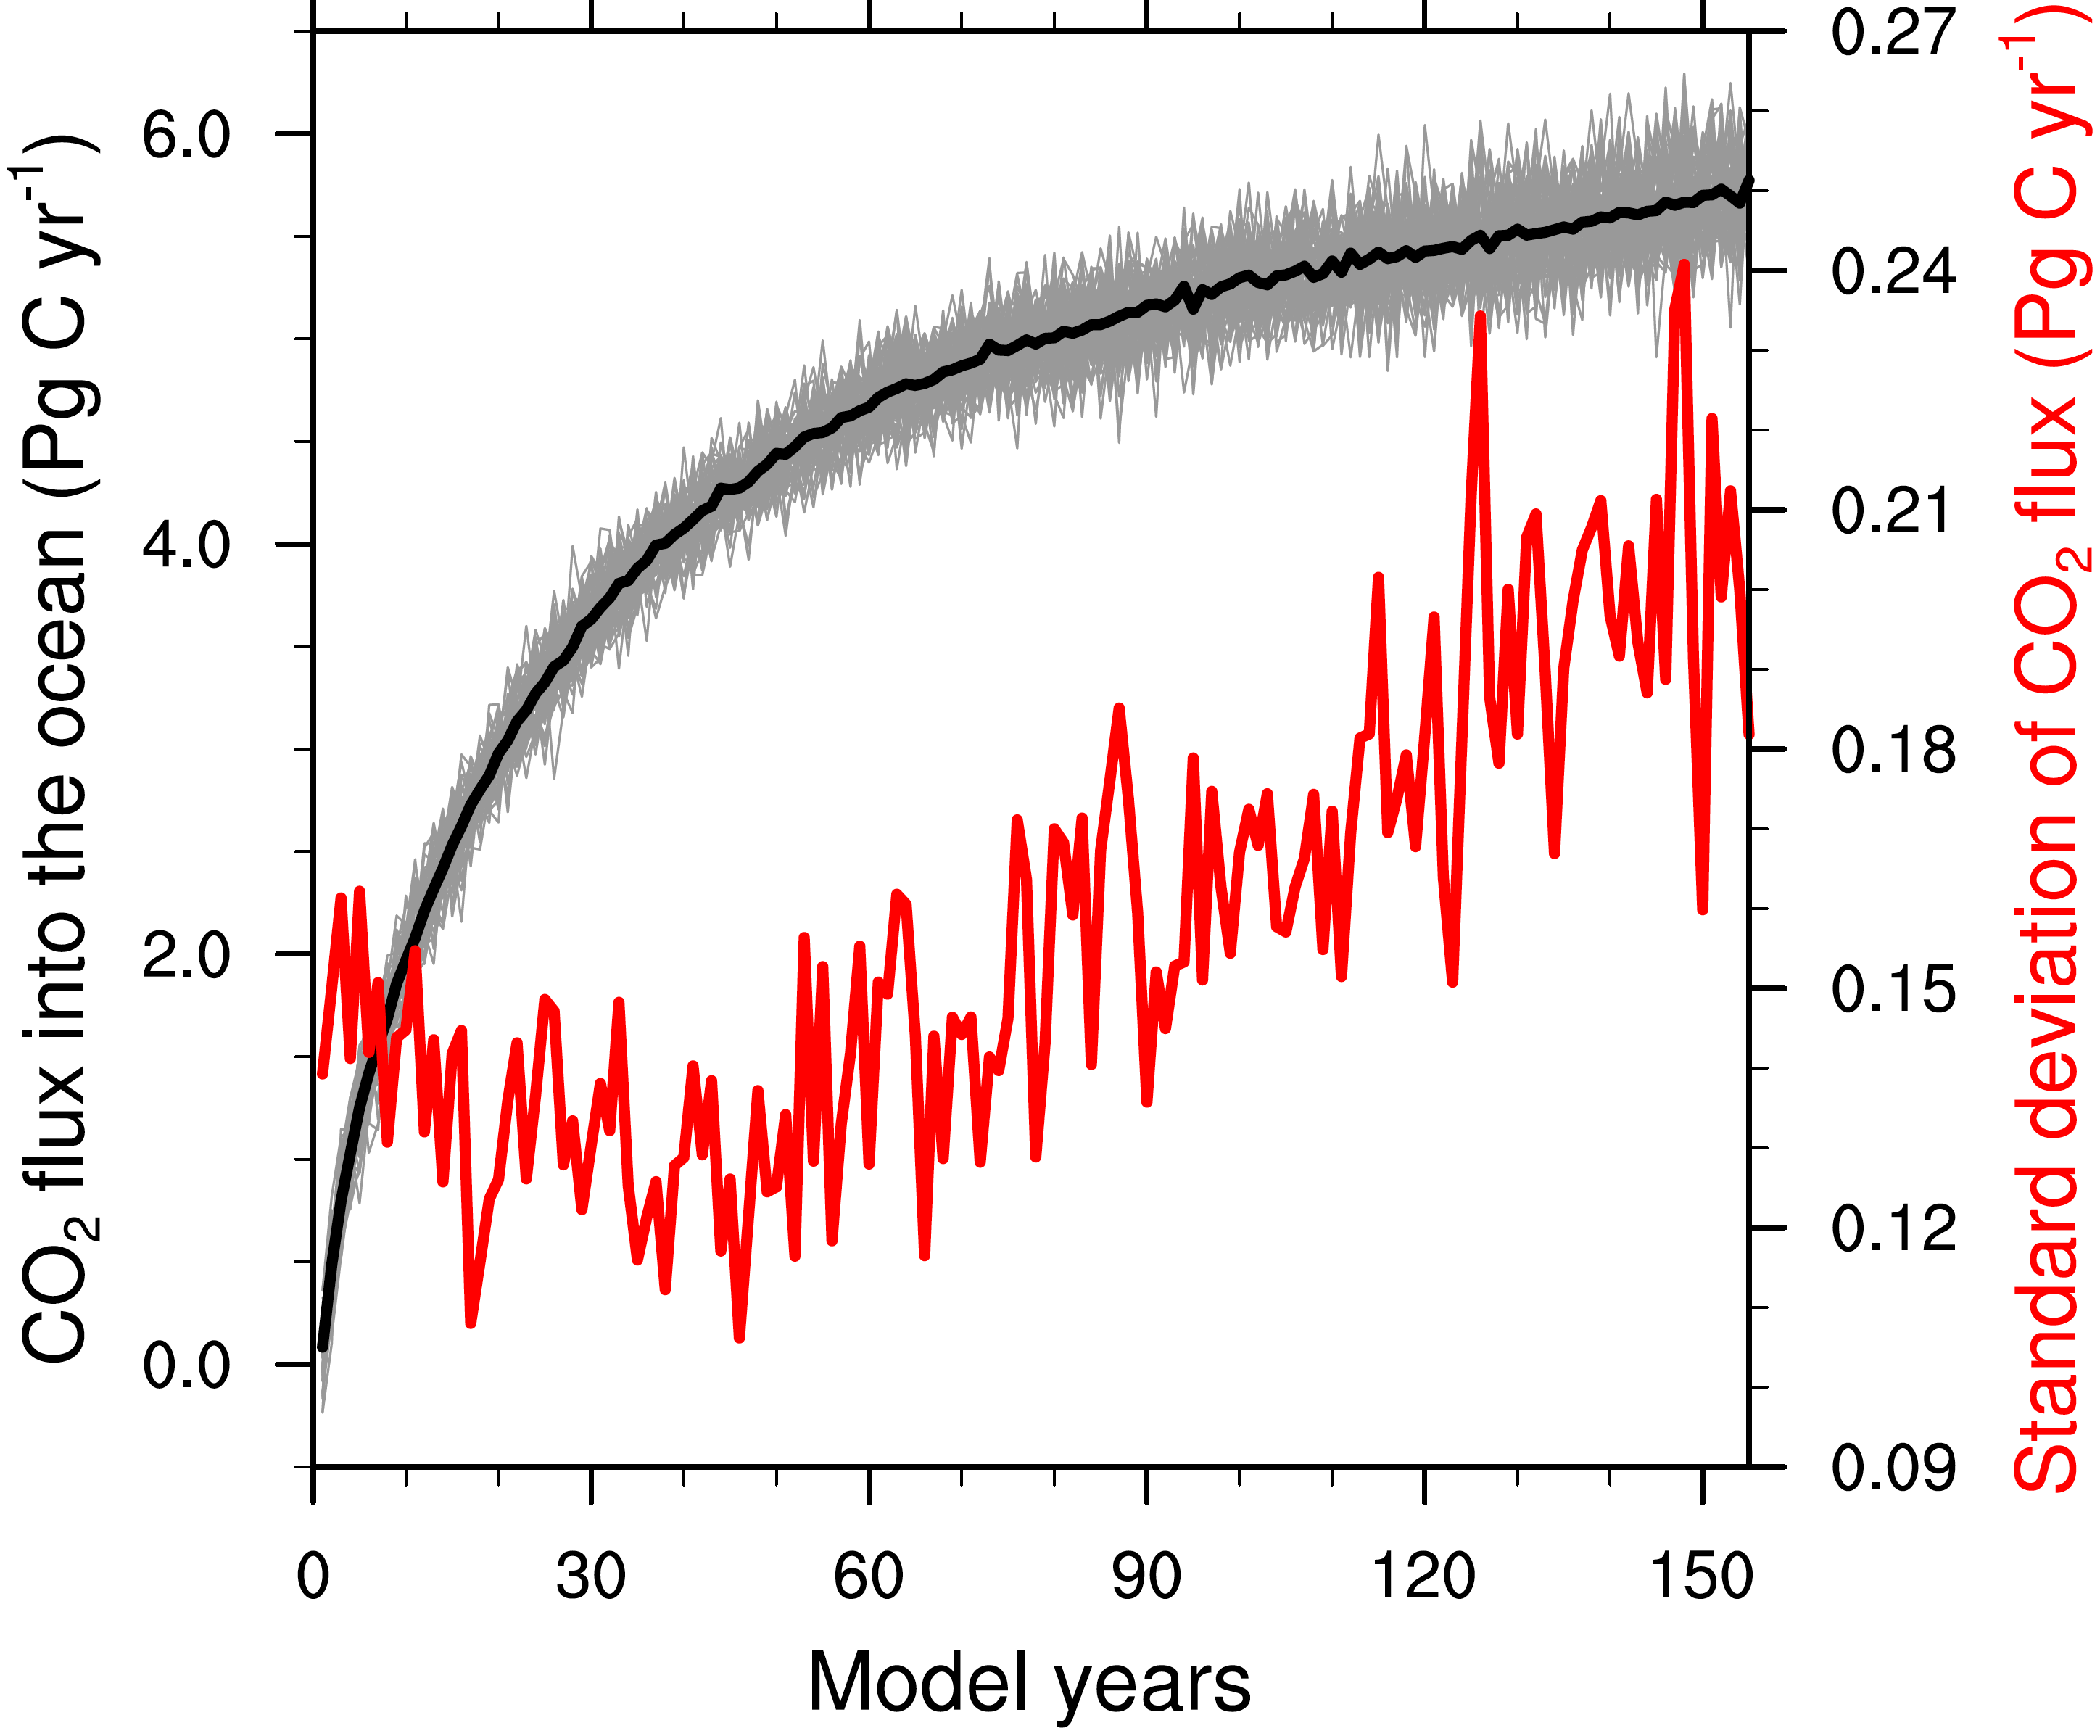 CO2 flux into the ocean (Pg C yr-1)
6.0
4.0
2.0
0.0
0.27
0.24
0.21
0.18
0.15
0.12
0.09
Standard deviation of CO2 flux (Pg C yr-1)
0 30 60 90 120 150
Model years